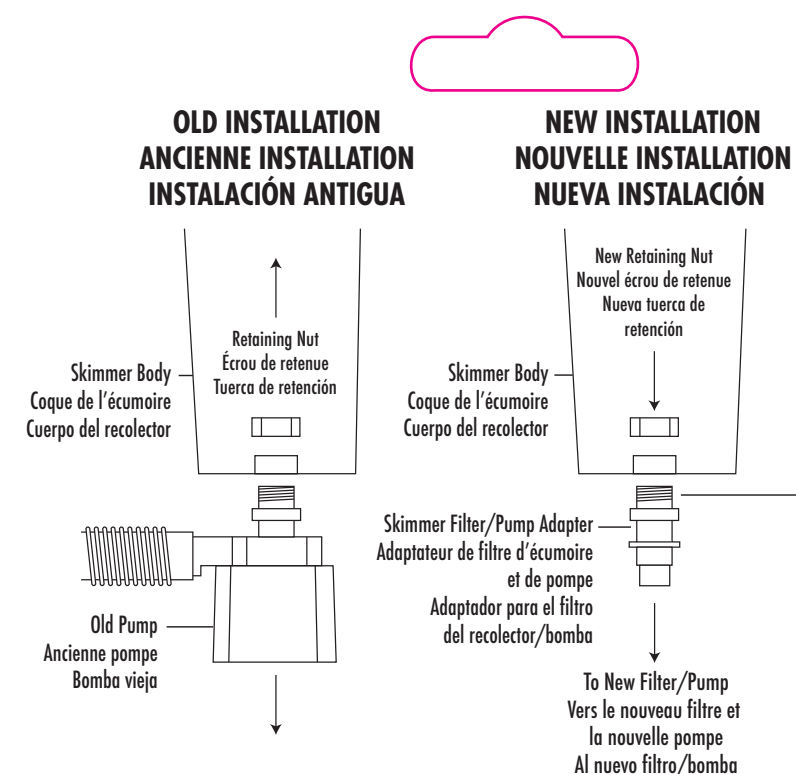 OLD INSTALLATION
ANCIENNE INSTALLATION
INSTALACIÓN ANTIGUA
Retaining Nut
Écrou de retenue
Tuerca de retención
Skimmer Body
Coque de l'écumoire
Cuerpo del recolector
Old Pump
Ancienne pompe
Bomba vieja
NEW INSTALLATION
NOUVELLE INSTALLATION
NUEVA INSTALACIÓN
New Retaining Nut
Nouvel écrou de retenue
Nueva tuerca de
retención
Skimmer Body
Coque de l'écumoire
Cuerpo del recolector
Skimmer Filter/Pump Adapter
Adaptateur de filtre d'écumoire
et de pompe
Adaptador para el filtro
del recolector/bomba
To New Filter/Pump
Vers le nouveau filtre et
la nouvelle pompe
Al nuevo filtro/bomba